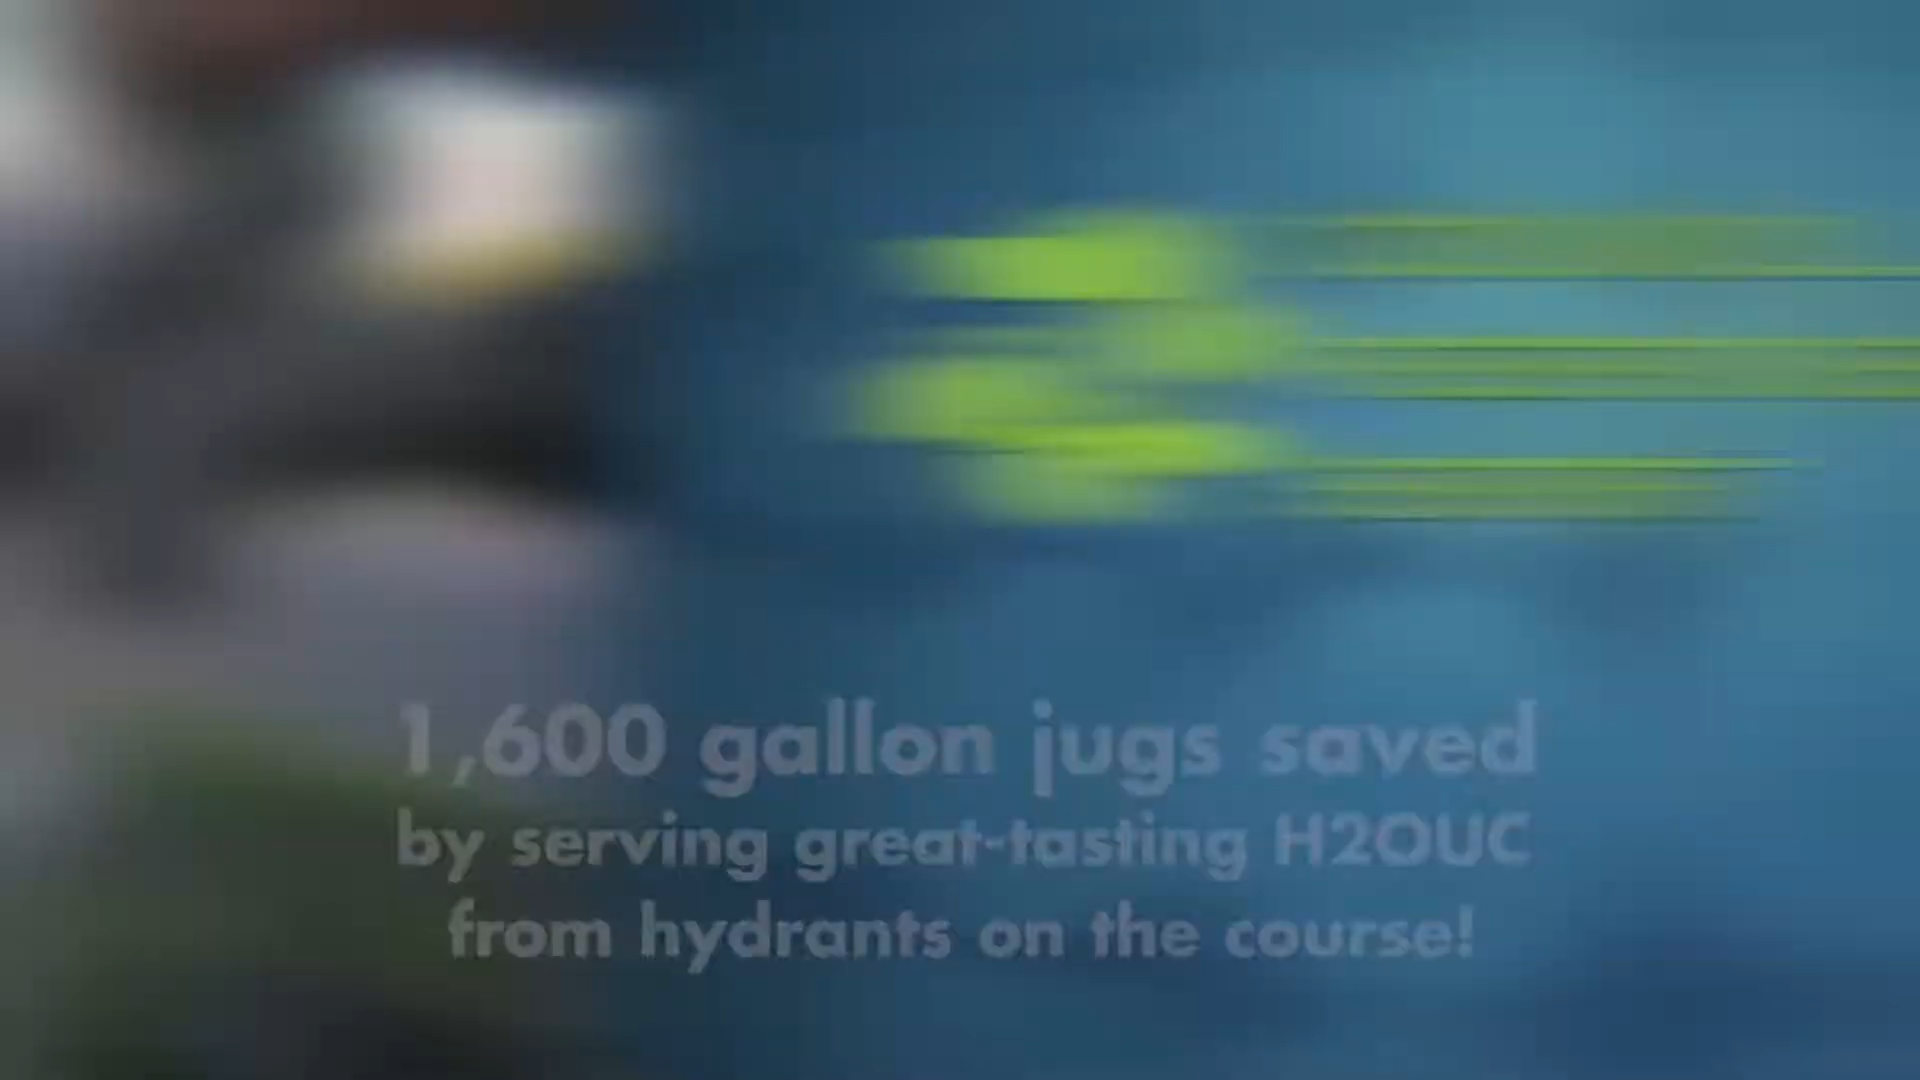 1,600 gallon jugs saved
by serving great-tasting H2OUC
from hydrants on the course!